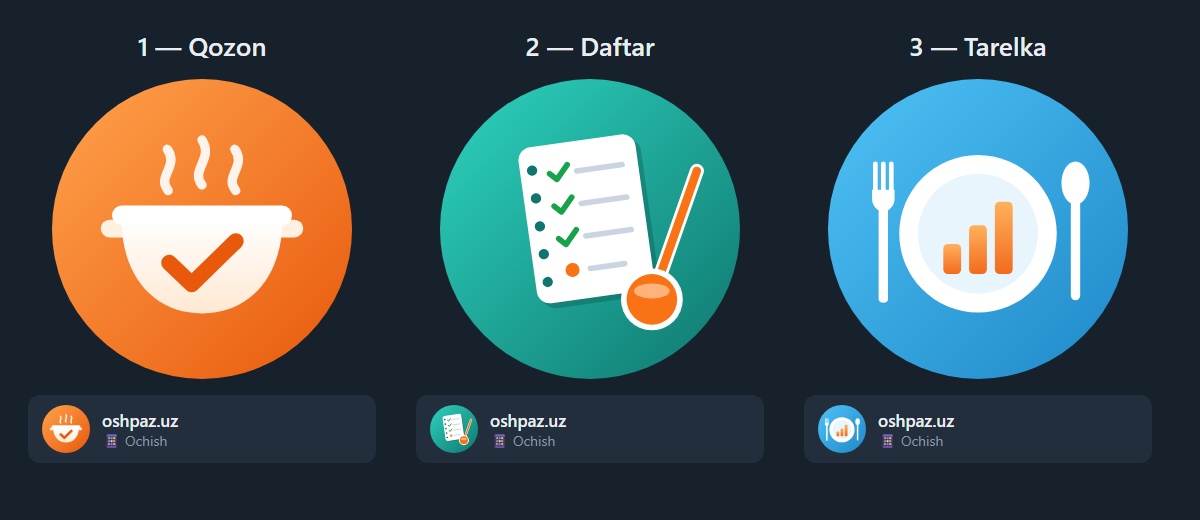 1 — Qozon
2 — Daftar
3 — Tarelka
oshpaz.uz
Ochish
oshpaz.uz
Ochish
oshpaz.uz
Ochish